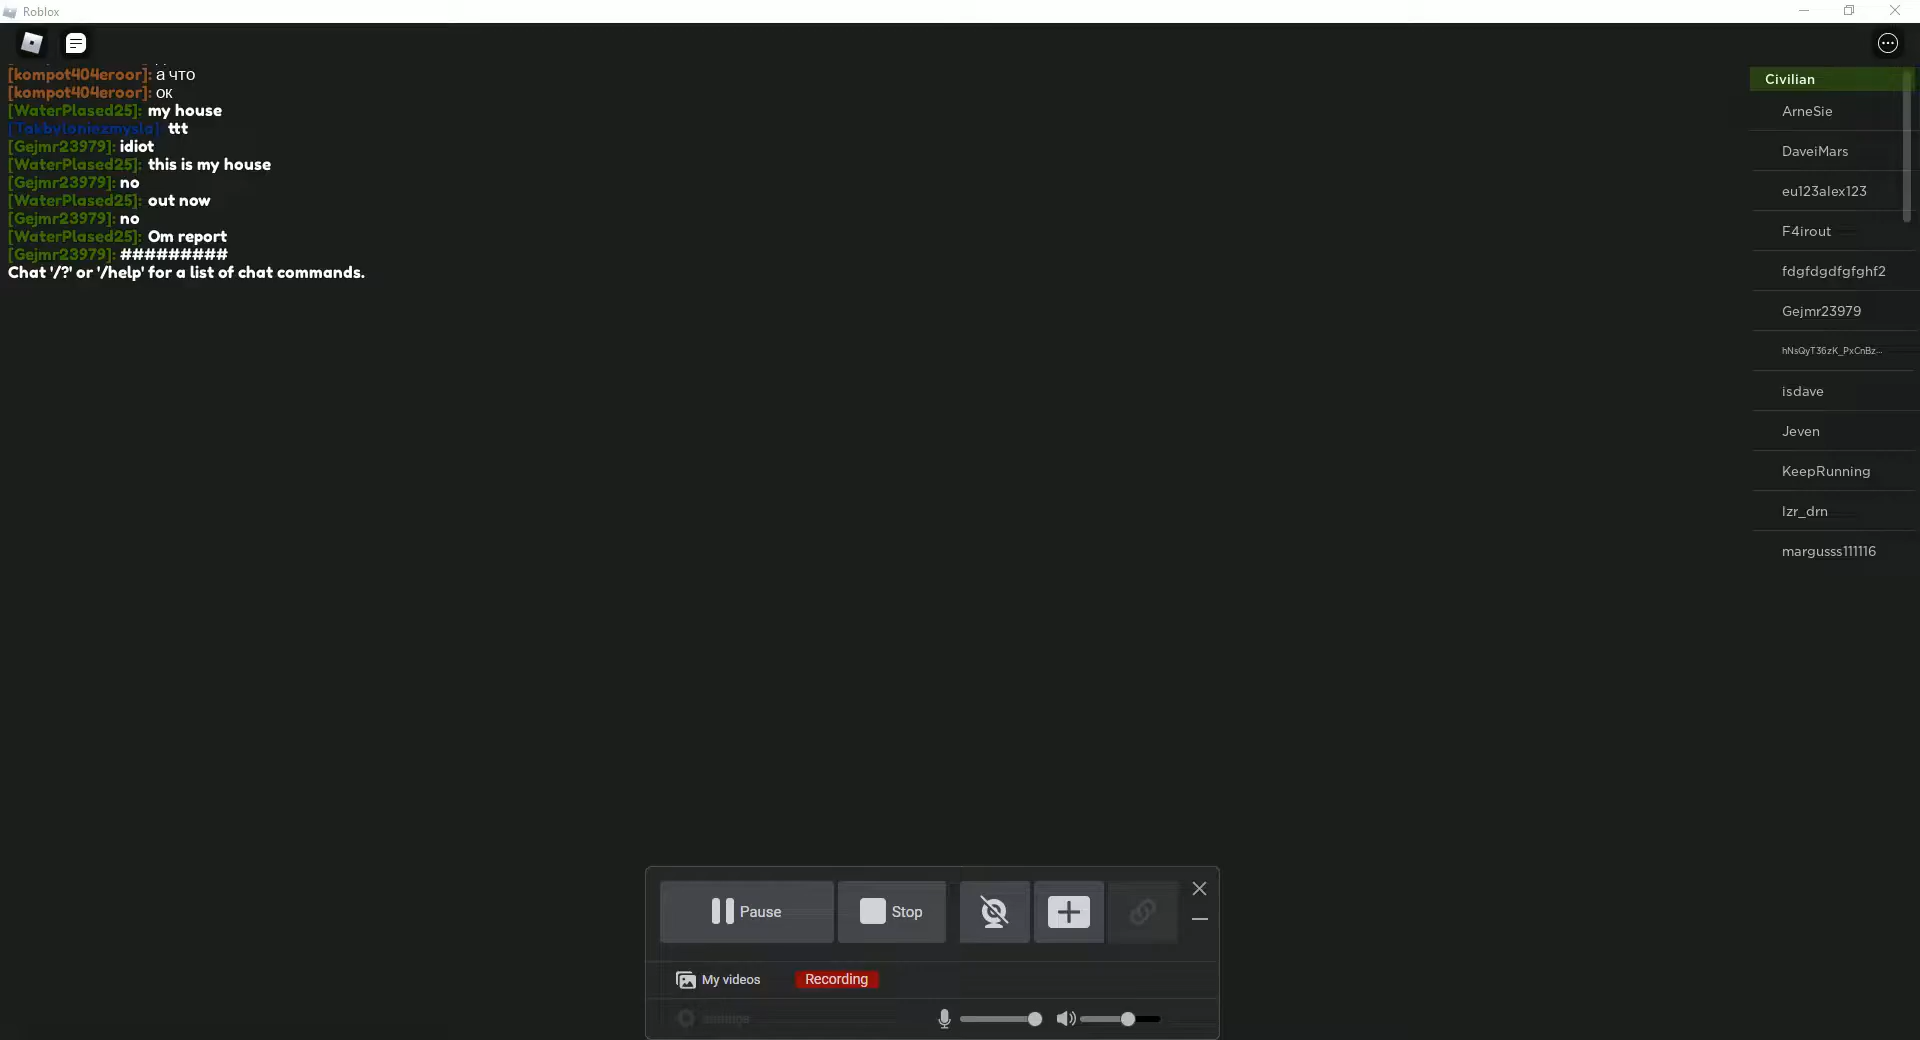 Roblox
[kompot404eroor]: а что
[kompot404eroor]: ок
[WaterPlased25]: my house
[Takbylopiezmysla]: ttt
[Gejmr23979]: idiot
[WaterPlased25]: this is my house
[Gejmr23979]: no
[WaterPlased25]: out now
[Gejmr23979]: no
[WaterPlased25]: Om report
[Gejmr23979]: #########
Chat '/?' or '/help' for a list of chat commands.
Civilian
ArneSie
DaveiMars
eu123alex123
F4irout
fdgfdgdfgfghf2
Gejmr23979
hNsQyT36zK_PxCnBz...
isdave
Jeven
KeepRunning
lzr_drn
margusss111116
Pause
Stop
My videos
Recording